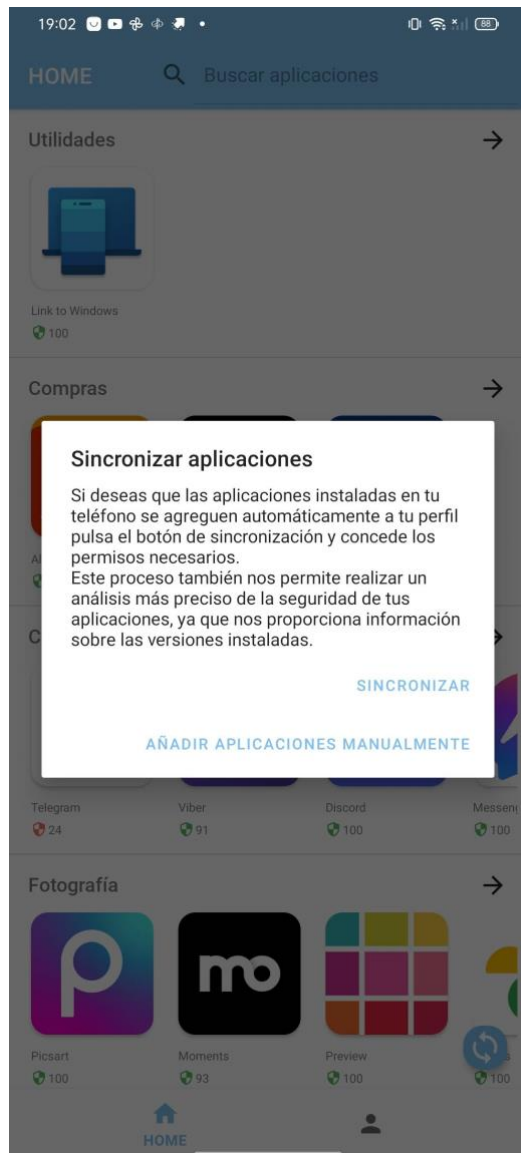 19:02
88
HOME
Buscar aplicaciones
Utilidades
Link to Windows
100
Compras
Sincronizar aplicaciones
Si deseas que las aplicaciones instaladas en tu
teléfono se agreguen automáticamente a tu perfil
pulsa el botón de sincronización y concede los
permisos necesarios.
Este proceso también nos permite realizar un
análisis más preciso de la seguridad de tus
aplicaciones, ya que nos proporciona información
sobre las versiones instaladas.
SINCRONIZAR
AÑADIR APLICACIONES MANUALMENTE
Telegram Viber Discord Messeng
24 91 100 100
Fotografía
mo
Picsart Moments Preview
100 93 100 100
HOME